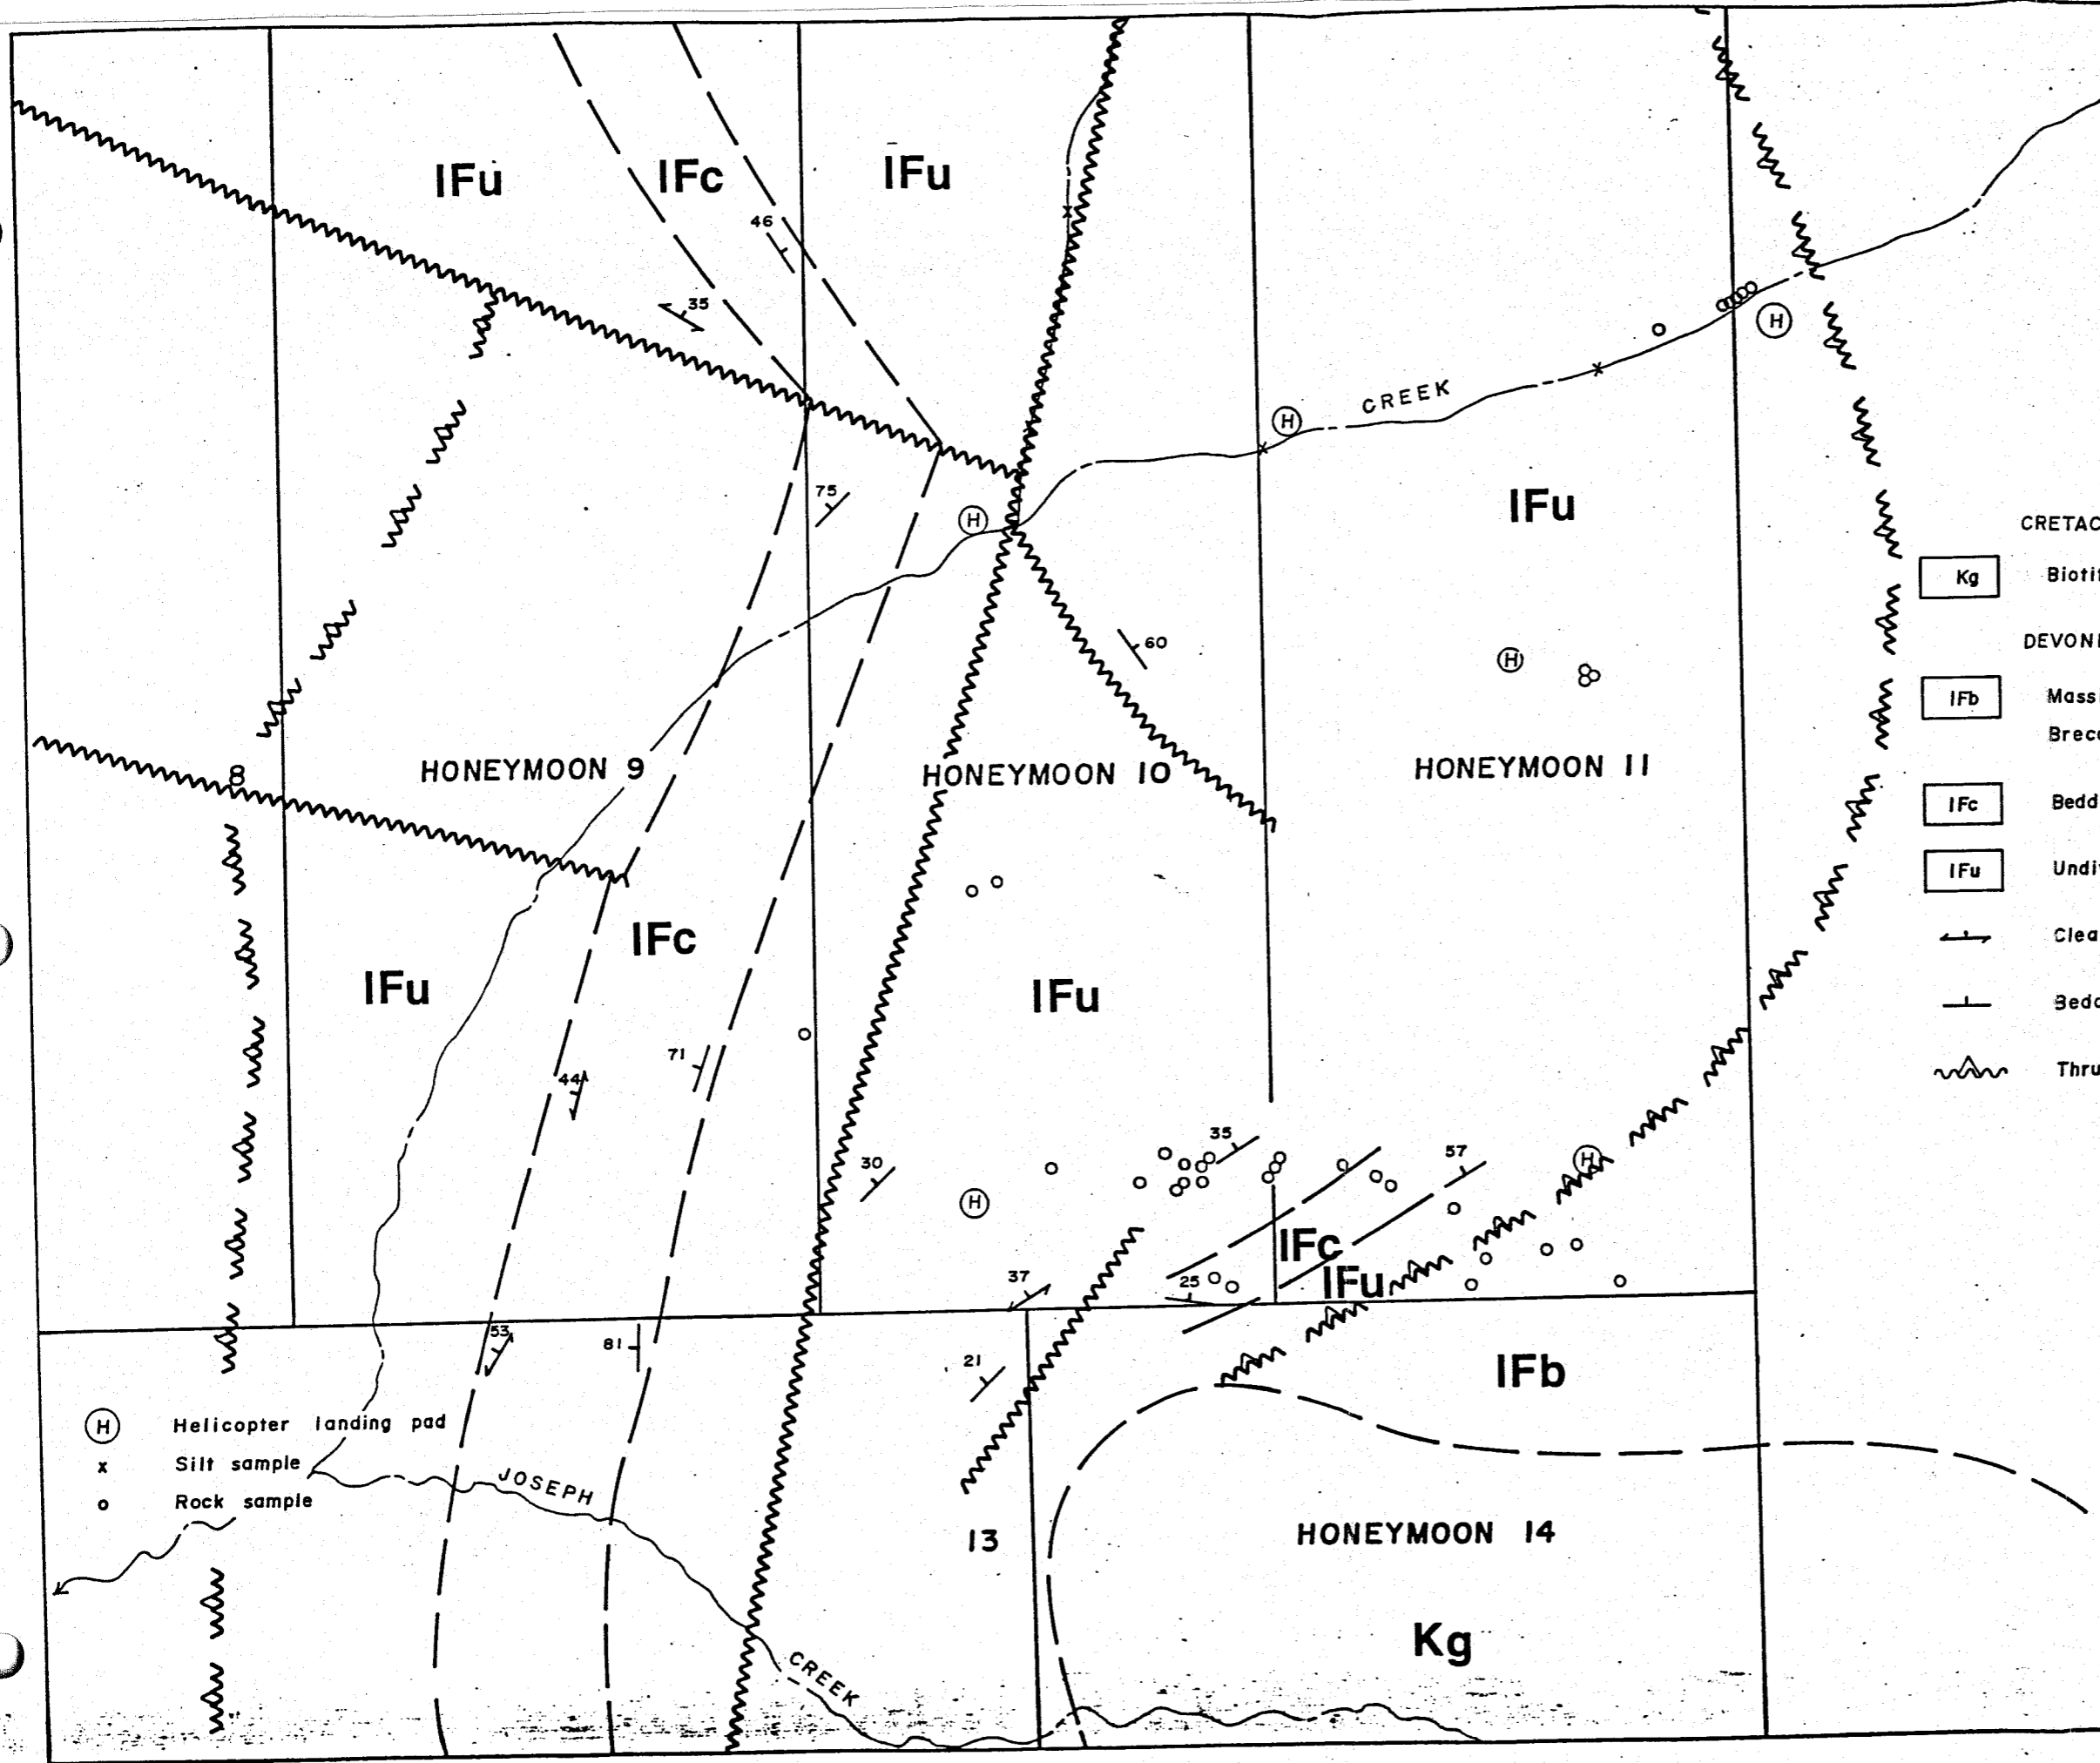 IFu
IFc
IFu
46
35
H
CREEK
H
75
H
IFu
60
H
HONEYMOON 9
HONEYMOON 10
HONEYMOON 11
IFc
IFu
IFu
71
44
35
57
30
H
H
IFc
37
25
IFu
53
81
21
IFb
H Helicopter landing pad
x Silt sample
o Rock sample
JOSEPH
13
HONEYMOON 14
Kg
CREEK
CRETAC
Kg Bioti
DEVON
IFb Mass
Brecc
IFc Bedd
IFu Undi
Clea
Bedd
Thru